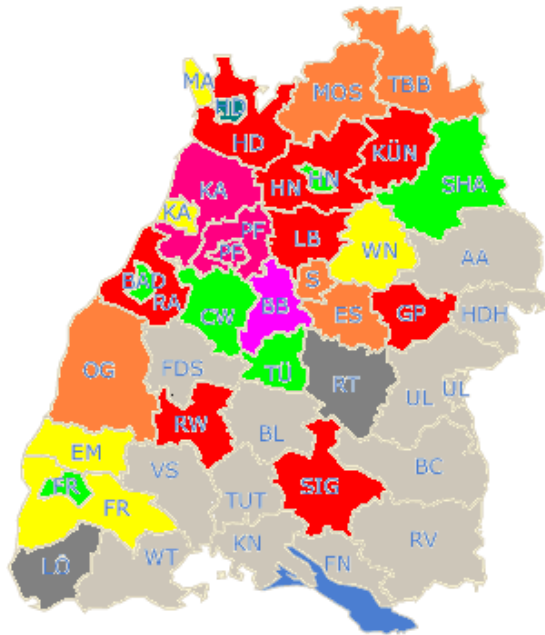 MA
MOS
TBB
HD
HD
KÜN
KA
HN
HN
SHA
KA
PF
PF
LB
WN
AA
BAD
RA
S
BB
CW
ES
GP
HDH
OG
FDS
TÜ
RT
UL
UL
RW
BL
EM
VS
BC
FR
SIG
FR
TUT
LÖ
WT
KN
FN
RV